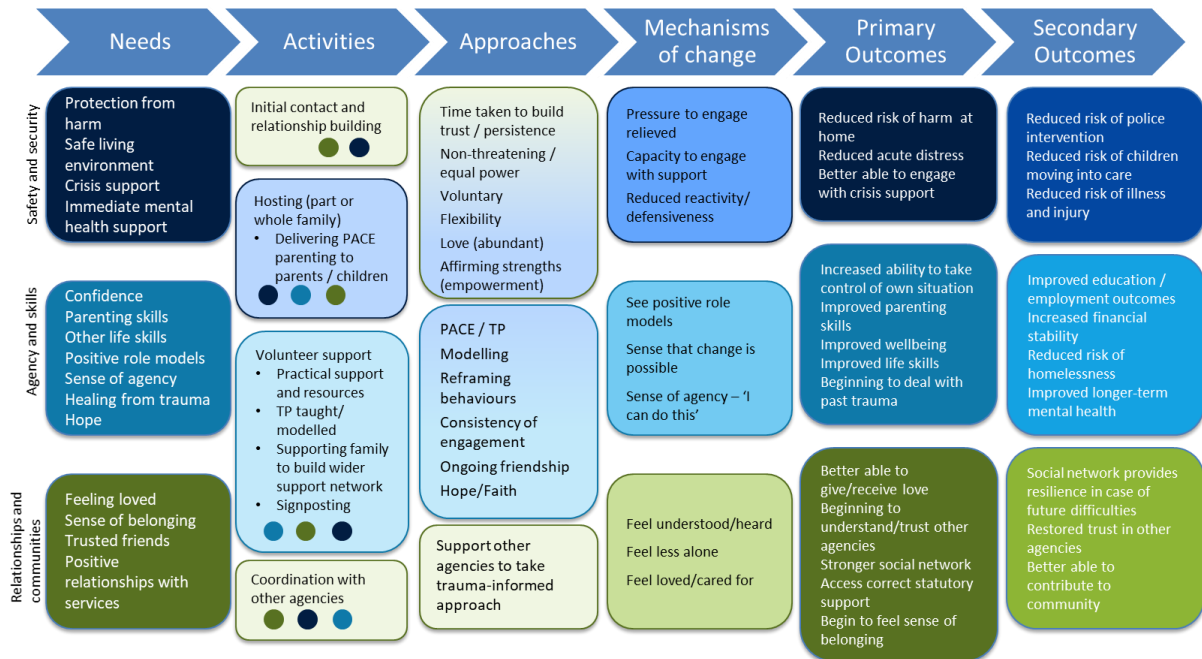 Needs
Activities
Approaches
Mechanisms
of change
Primary
Outcomes
Secondary
Outcomes
Safety and security
Protection from
harm
Safe living
environment
Crisis support
Immediate mental
health support
Agency and skills
Confidence
Parenting skills
Other life skills
Positive role models
Sense of agency
Healing from trauma
Hope
Relationships and
communities
Feeling loved
Sense of belonging
Trusted friends
Positive
relationships with
services
Initial contact and
relationship building
Hosting (part or
whole family)
• Delivering PACE
parenting to
parents / children
Volunteer support
• Practical support
and resources
• TP taught/
modelled
• Supporting family
to build wider
support network
• Signposting
Coordination with
other agencies
Time taken to build
trust / persistence
Non-threatening /
equal power
Voluntary
Flexibility
Love (abundant)
Affirming strengths
(empowerment)
PACE / TP
Modelling
Reframing
behaviours
Consistency of
engagement
Ongoing friendship
Hope/Faith
Support other
agencies to take
trauma-informed
approach
Pressure to engage
relieved
Capacity to engage
with support
Reduced reactivity/
defensiveness
See positive role
models
Sense that change is
possible
Sense of agency – ‘I
can do this’
Feel understood/heard
Feel less alone
Feel loved/cared for
Reduced risk of harm at
home
Reduced acute distress
Better able to engage
with crisis support
Increased ability to take
control of own situation
Improved parenting
skills
Improved wellbeing
Improved life skills
Beginning to deal with
past trauma
Better able to
give/receive love
Beginning to
understand/trust other
agencies
Stronger social network
Access correct statutory
support
Begin to feel sense of
belonging
Reduced risk of police
intervention
Reduced risk of children
moving into care
Reduced risk of illness
and injury
Improved education /
employment outcomes
Increased financial
stability
Reduced risk of
homelessness
Improved longer-term
mental health
Social network provides
resilience in case of
future difficulties
Restored trust in other
agencies
Better able to
contribute to
community